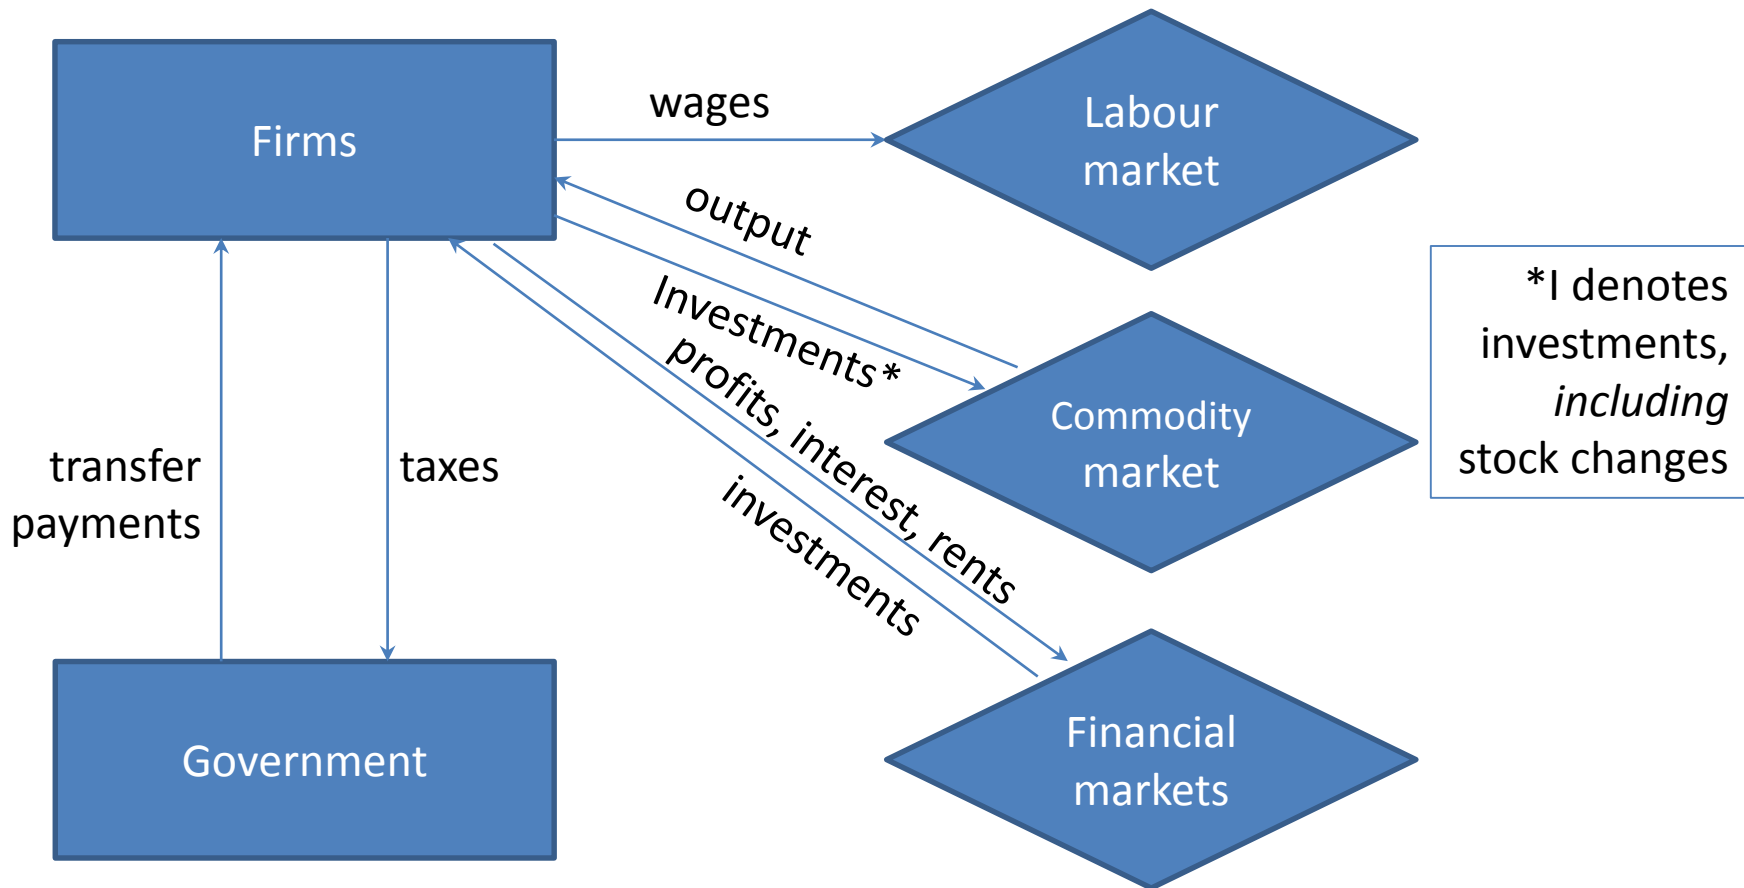 Firms
wages
Labour
market
output
Investments*
profits, interest, rents
investments
Commodity
market
*I denotes
investments,
including
stock changes
transfer
payments
taxes
Government
Financial
markets